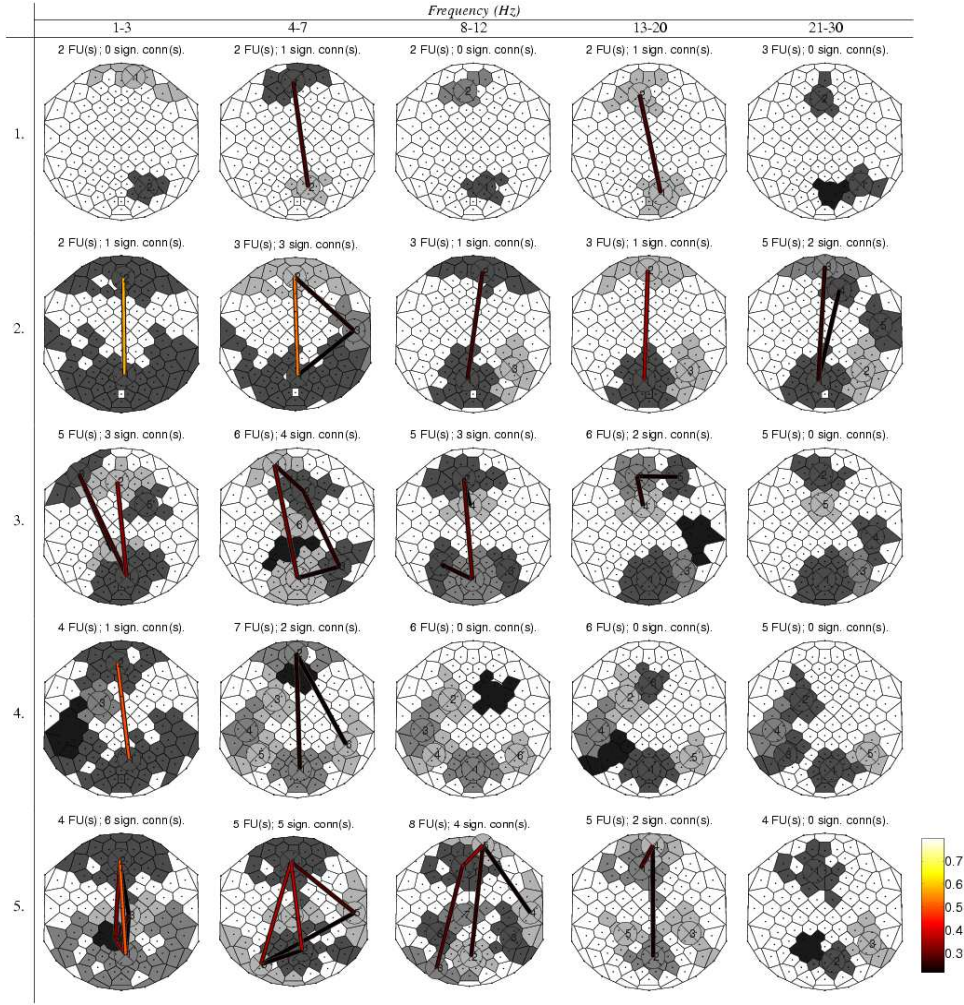 Frequency (Hz)
1-3 4-7 8-12 13-20 21-30
2 FU(s); 0 sign. conn(s). 2 FU(s); 1 sign. conn(s). 2 FU(s); 0 sign. conn(s). 2 FU(s); 1 sign. conn(s). 3 FU(s); 0 sign. conn(s).
1.
2 FU(s); 1 sign. conn(s). 3 FU(s); 3 sign. conn(s). 3 FU(s); 1 sign. conn(s). 3 FU(s); 1 sign. conn(s). 5 FU(s); 2 sign. conn(s).
2.
5 FU(s); 3 sign. conn(s). 6 FU(s); 4 sign. conn(s). 5 FU(s); 3 sign. conn(s). 6 FU(s); 2 sign. conn(s). 5 FU(s); 0 sign. conn(s).
3.
4 FU(s); 1 sign. conn(s). 7 FU(s); 2 sign. conn(s). 6 FU(s); 0 sign. conn(s). 6 FU(s); 0 sign. conn(s). 5 FU(s); 0 sign. conn(s).
4.
4 FU(s); 6 sign. conn(s). 5 FU(s); 5 sign. conn(s). 8 FU(s); 4 sign. conn(s). 5 FU(s); 2 sign. conn(s). 4 FU(s); 0 sign. conn(s).
5.
0.7
0.6
0.5
0.4
0.3